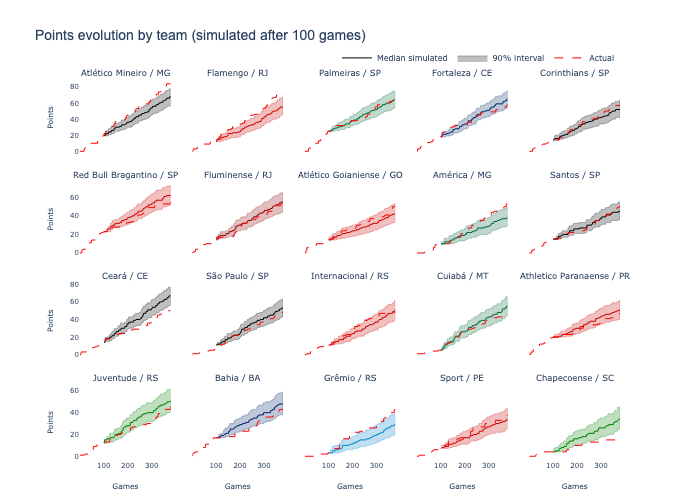 Points evolution by team (simulated after 100 games)
Median simulated 90% interval Actual
Atlético Mineiro / MG Flamengo / RJ Palmeiras / SP Fortaleza / CE Corinthians / SP
80
60
40
20
0
Points
Red Bull Bragantino / SP Fluminense / RJ Atlético Goianiense / GO América / MG Santos / SP
60
40
20
0
Points
Ceará / CE São Paulo / SP Internacional / RS Cuiabá / MT Athletico Paranaense / PR
80
60
40
20
0
Points
Juventude / RS Bahia / BA Grêmio / RS Sport / PE Chapecoense / SC
60
40
20
0
Points
100 200 300 100 200 300 100 200 300 100 200 300 100 200 300
Games Games Games Games Games